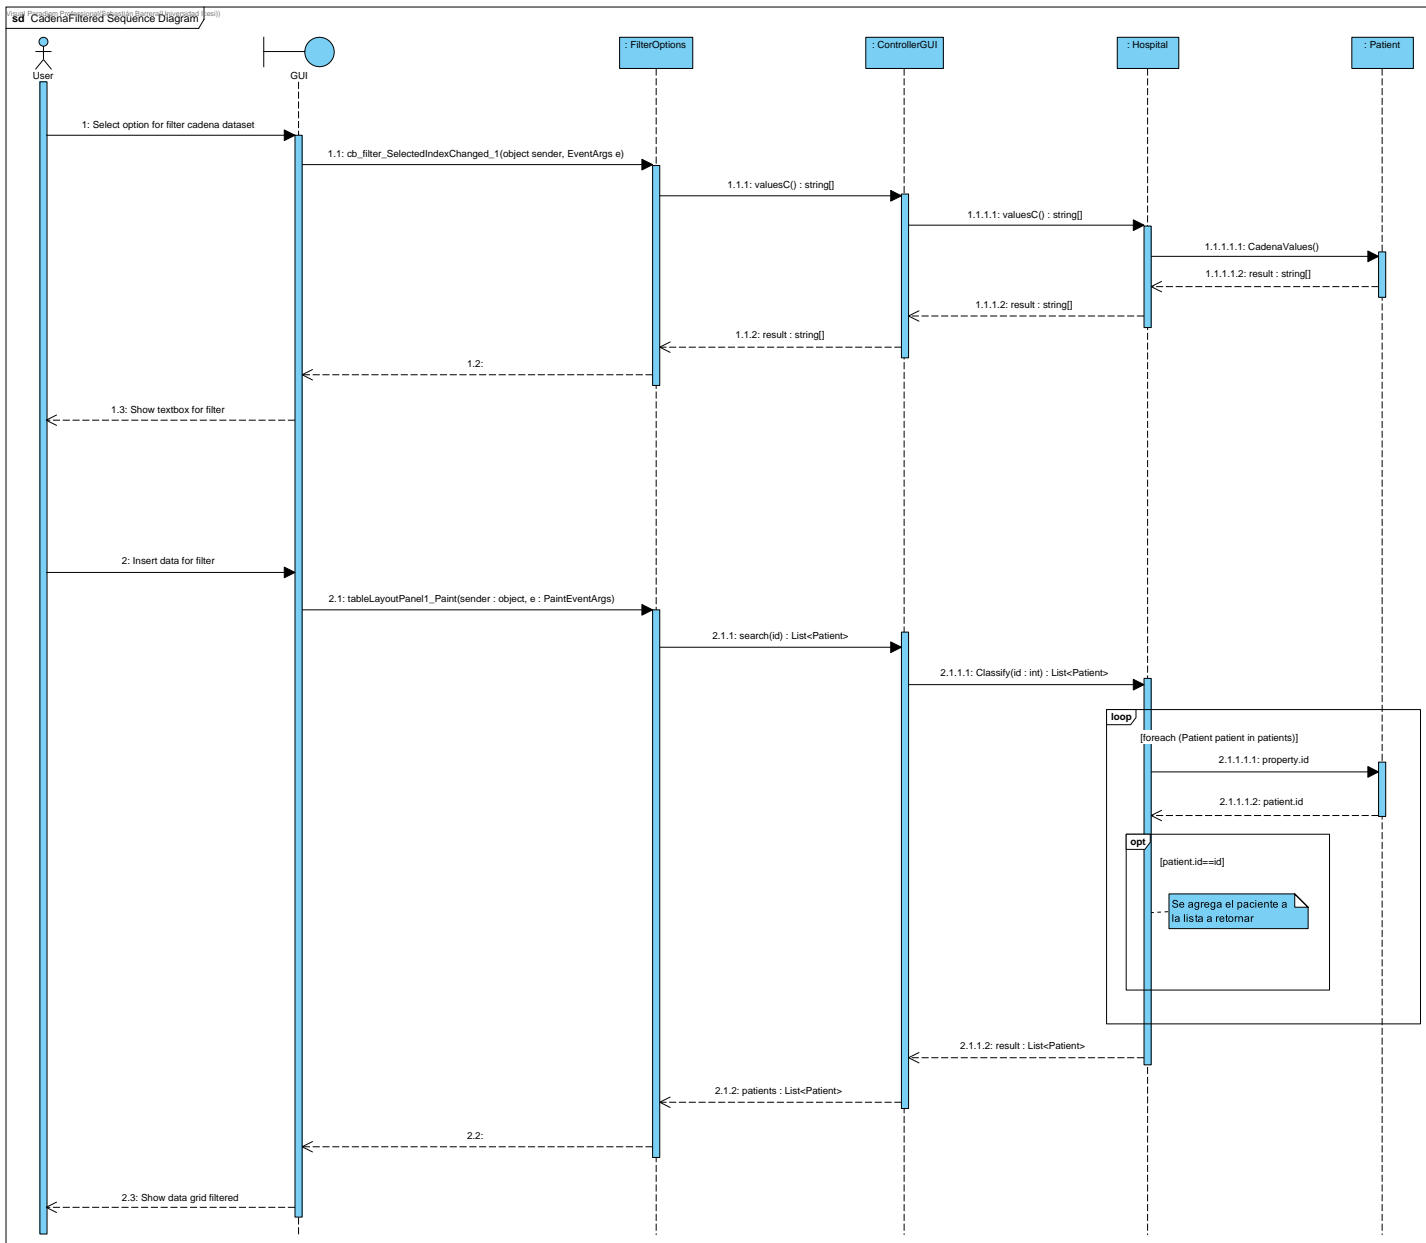 Visual Paradigm Professional(Sebastián Barrera(Universidad Icesi))
sd CadenaFiltered Sequence Diagram
User
GUI
: FilterOptions
: ControllerGUI
: Hospital
: Patient
1: Select option for filter cadena dataset
1.1: cb_filter_SelectedIndexChanged_1(object sender, EventArgs e)
1.1.1: valuesC() : string[]
1.1.1.1: valuesC() : string[]
1.1.1.1.1: CadenaValues()
1.1.1.1.2: result : string[]
1.1.1.2: result : string[]
1.1.2: result : string[]
1.2:
1.3: Show textbox for filter
2: Insert data for filter
2.1: tableLayoutPanel1_Paint(sender : object, e : PaintEventArgs)
2.1.1: search(id) : List<Patient>
2.1.1.1: Classify(id : int) : List<Patient>
loop
[foreach (Patient patient in patients)]
2.1.1.1.1: property.id
2.1.1.1.2: patient.id
opt
[patient.id==id]
Se agrega el paciente a
la lista a retornar
2.1.1.2: result : List<Patient>
2.1.2: patients : List<Patient>
2.2:
2.3: Show data grid filtered